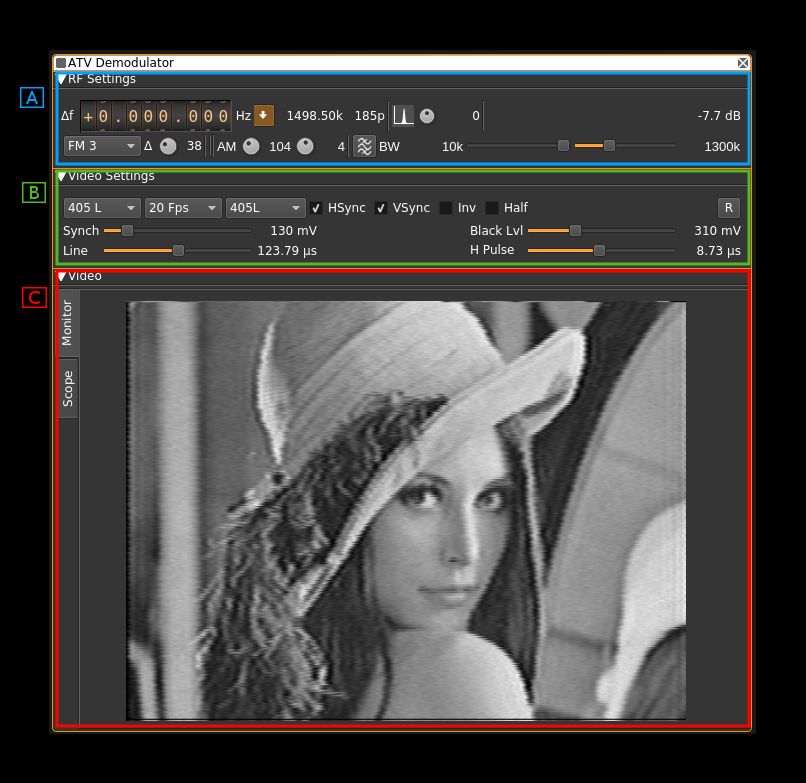 ATV Demodulator
A
RF Settings
Δf +0.000.000 Hz 1498.50k 185p 0 -7.7 dB
FM 3 Δ 38 AM 104 4 BW 10k 1300k
B
Video Settings
405 L 20 Fps 405L HSync VSync Inv Half R
Synch 130 mV Black Lvl 310 mV
Line 123.79 µs H Pulse 8.73 µs
C
Video
Monitor
Scope